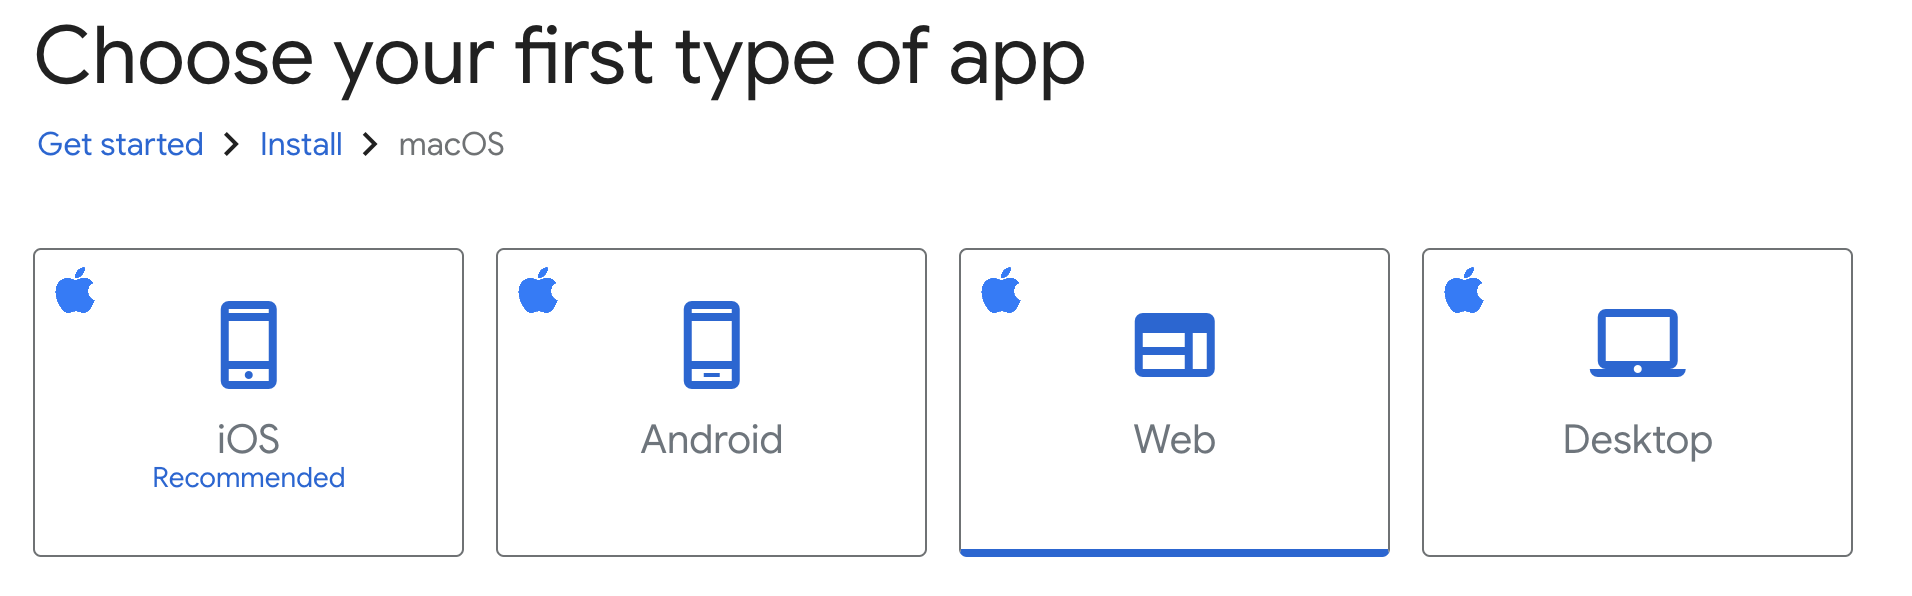 Choose your first type of app
Get started > Install > macOS
iOS
Recommended
Android
Web
Desktop